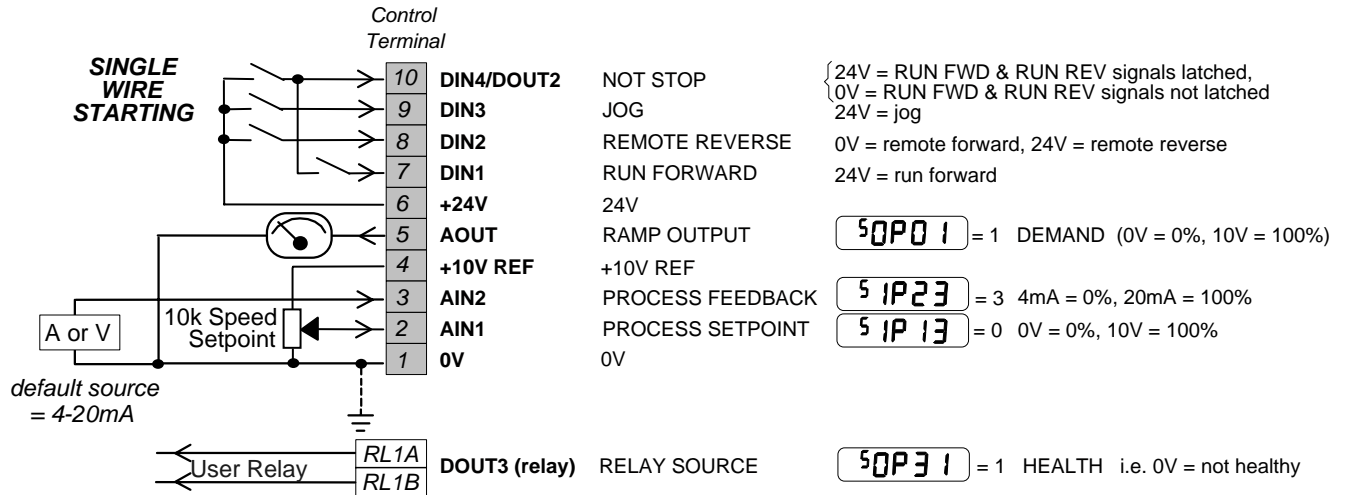 Control
Terminal
SINGLE
WIRE
STARTING
10 DIN4/DOUT2 NOT STOP 24V = RUN FWD & RUN REV signals latched,
0V = RUN FWD & RUN REV signals not latched
9 DIN3 JOG 24V = jog
8 DIN2 REMOTE REVERSE 0V = remote forward, 24V = remote reverse
7 DIN1 RUN FORWARD 24V = run forward
6 +24V 24V
5 AOUT RAMP OUTPUT SOP01 = 1 DEMAND (0V = 0%, 10V = 100%)
4 +10V REF +10V REF
3 AIN2 PROCESS FEEDBACK SIP23 = 3 4mA = 0%, 20mA = 100%
10k Speed
Setpoint
2 AIN1 PROCESS SETPOINT SIP13 = 0 0V = 0%, 10V = 100%
A or V
1 0V 0V
default source
= 4-20mA
RL1A
User Relay
DOUT3 (relay) RELAY SOURCE SOP31 = 1 HEALTH i.e. 0V = not healthy
RL1B